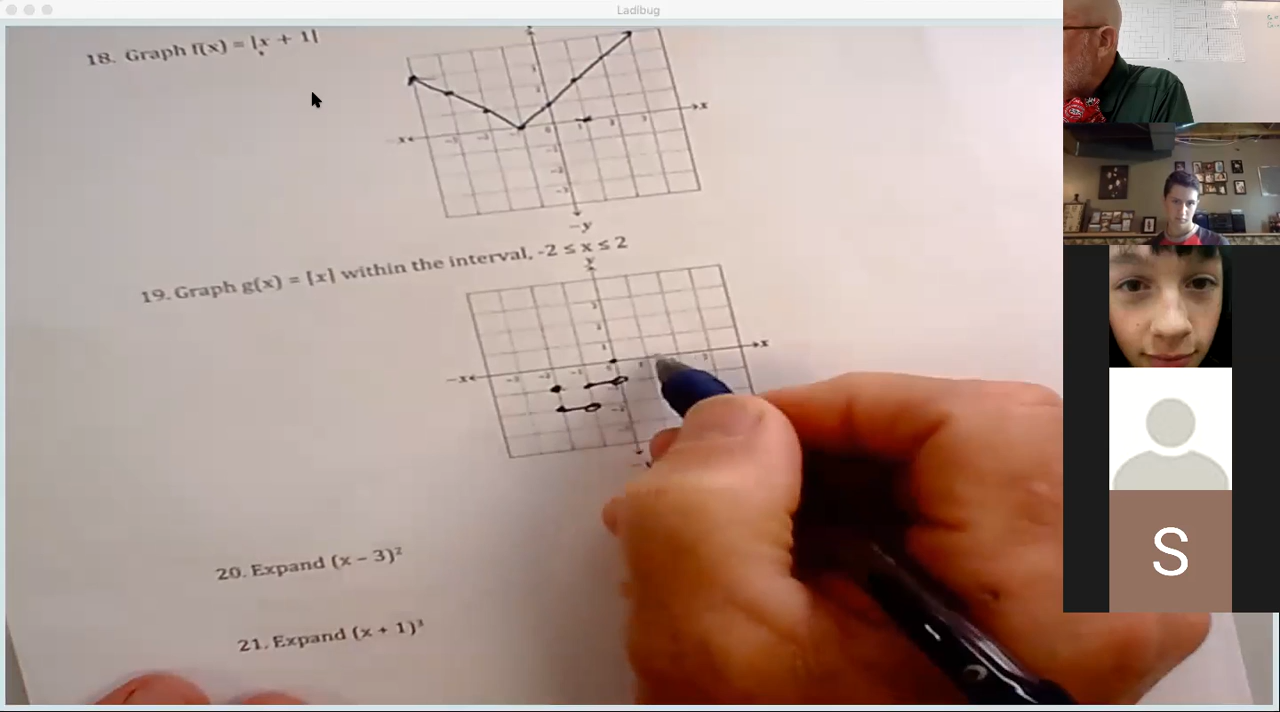 Ladibug
18. Graph f(x) = |x + 1|
x
-x
-y
19. Graph g(x) = [x] within the interval, -2 ≤ x ≤ 2
y
x
-x
20. Expand (x – 3)²
21. Expand (x + 1)³
S